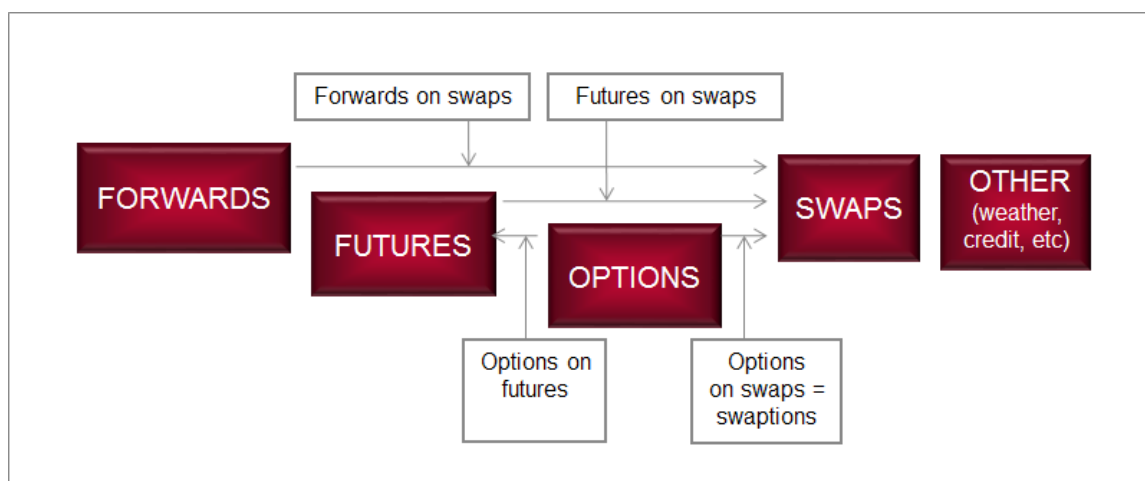 Forwards on swaps
Futures on swaps
FORWARDS
FUTURES
OPTIONS
SWAPS
OTHER
(weather,
credit, etc)
Options on
futures
Options
on swaps =
swaptions